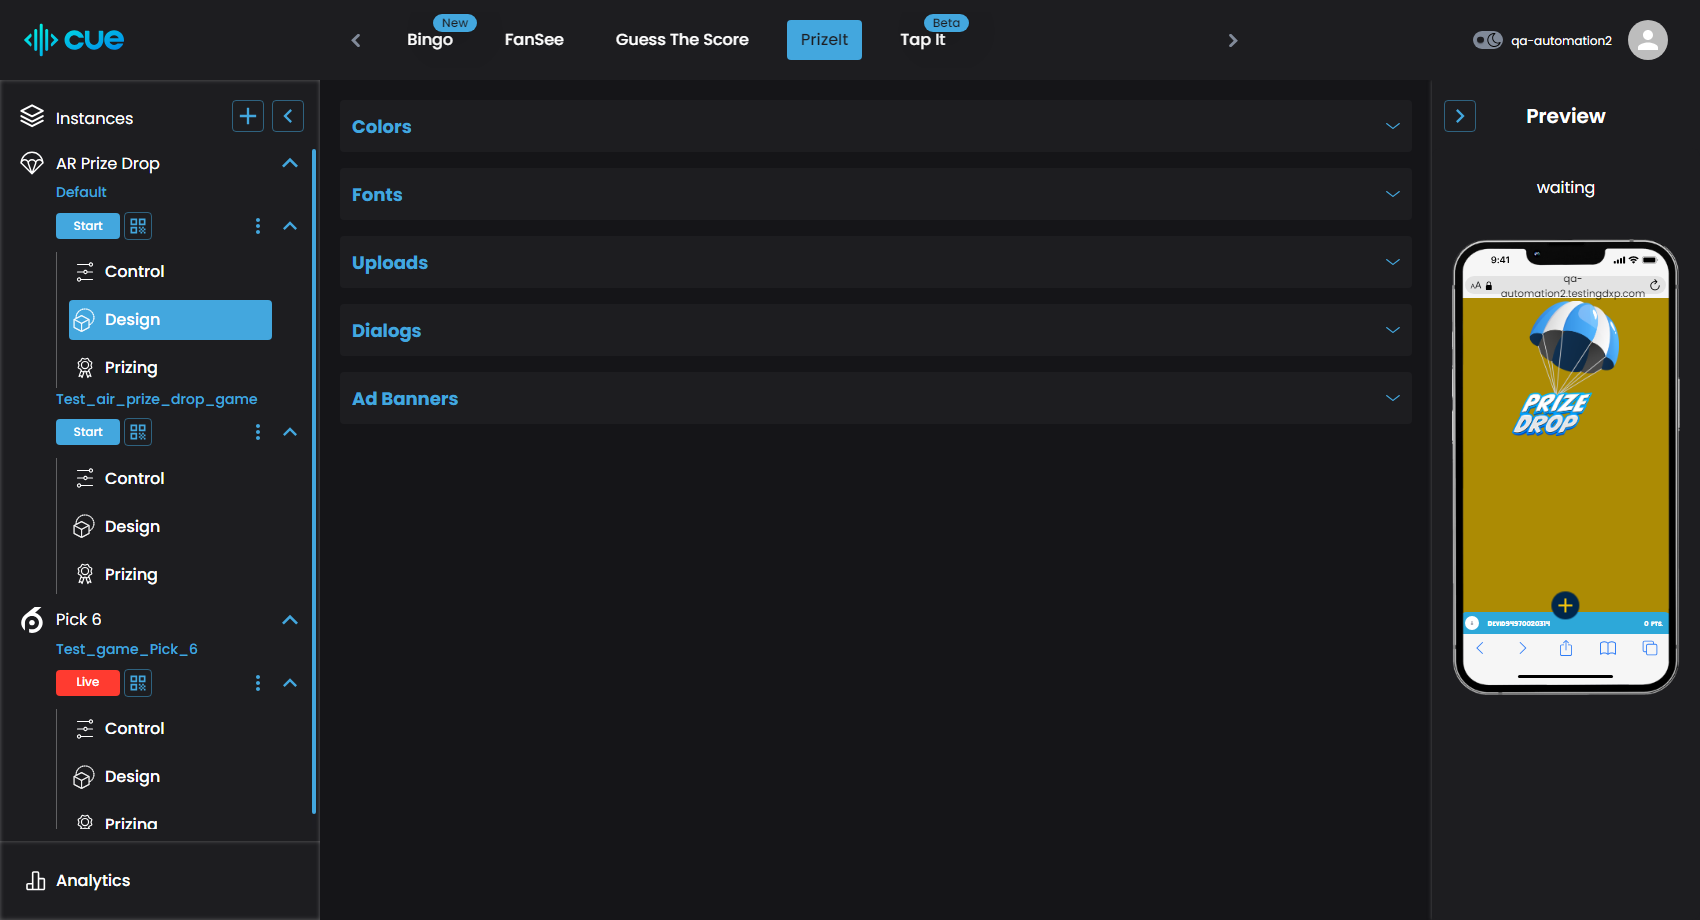 cue
New
Bingo
FanSee
Guess The Score
PrizeIt
Beta
Tap It
qa-automation2
Instances
AR Prize Drop
Default
Start
Control
Design
Prizing
Test_air_prize_drop_game
Start
Control
Design
Prizing
Pick 6
Test_game_Pick_6
Live
Control
Design
Prizing
Analytics
Colors
Fonts
Uploads
Dialogs
Ad Banners
Preview
waiting
9:41
AA
qa-
automation2.testingdxp.com
PRIZE
DROP
0 PTS.